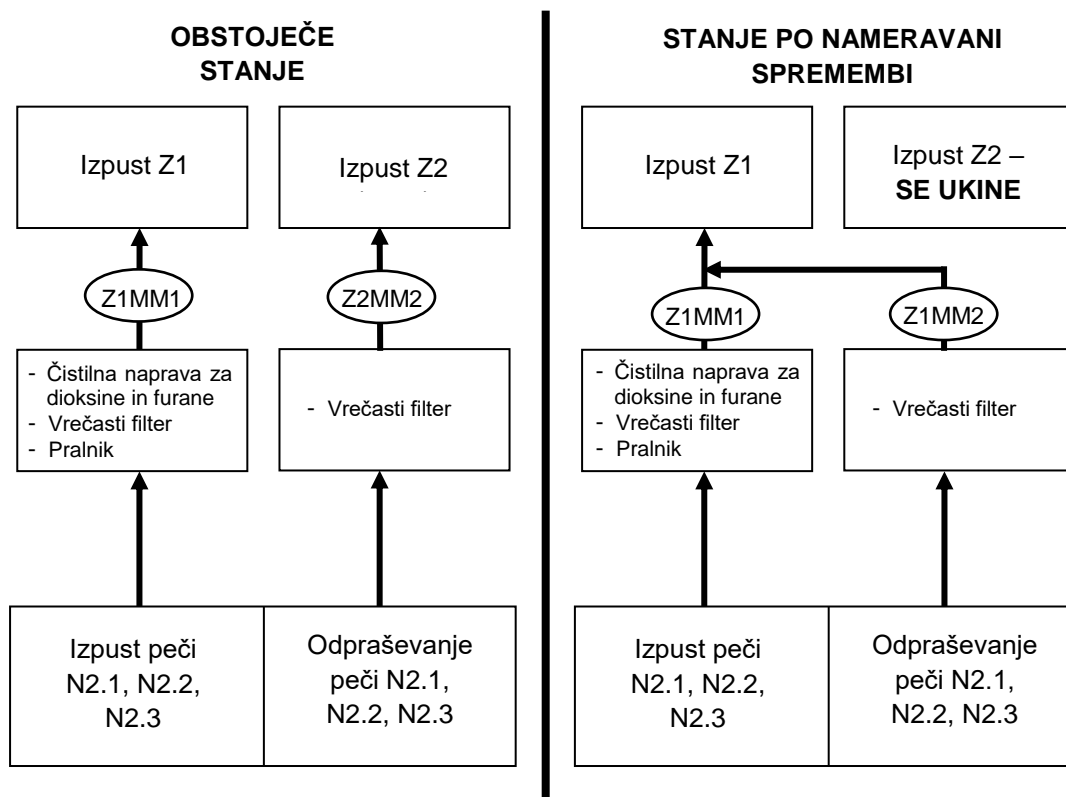 OBSTOJEČE
STANJE
Izpust Z1
Izpust Z2
Z1MM1
Z2MM2
- Čistilna naprava za
dioksine in furane
- Vrečasti filter
- Pralnik
- Vrečasti filter
Izpust peči
N2.1, N2.2,
N2.3
Odpraševanje
peči N2.1,
N2.2, N2.3
STANJE PO NAMERAVANI
SPREMEMBI
Izpust Z1
Izpust Z2 –
SE UKINE
Z1MM1
Z1MM2
- Čistilna naprava za
dioksine in furane
- Vrečasti filter
- Pralnik
- Vrečasti filter
Izpust peči
N2.1, N2.2,
N2.3
Odpraševanje
peči N2.1,
N2.2, N2.3